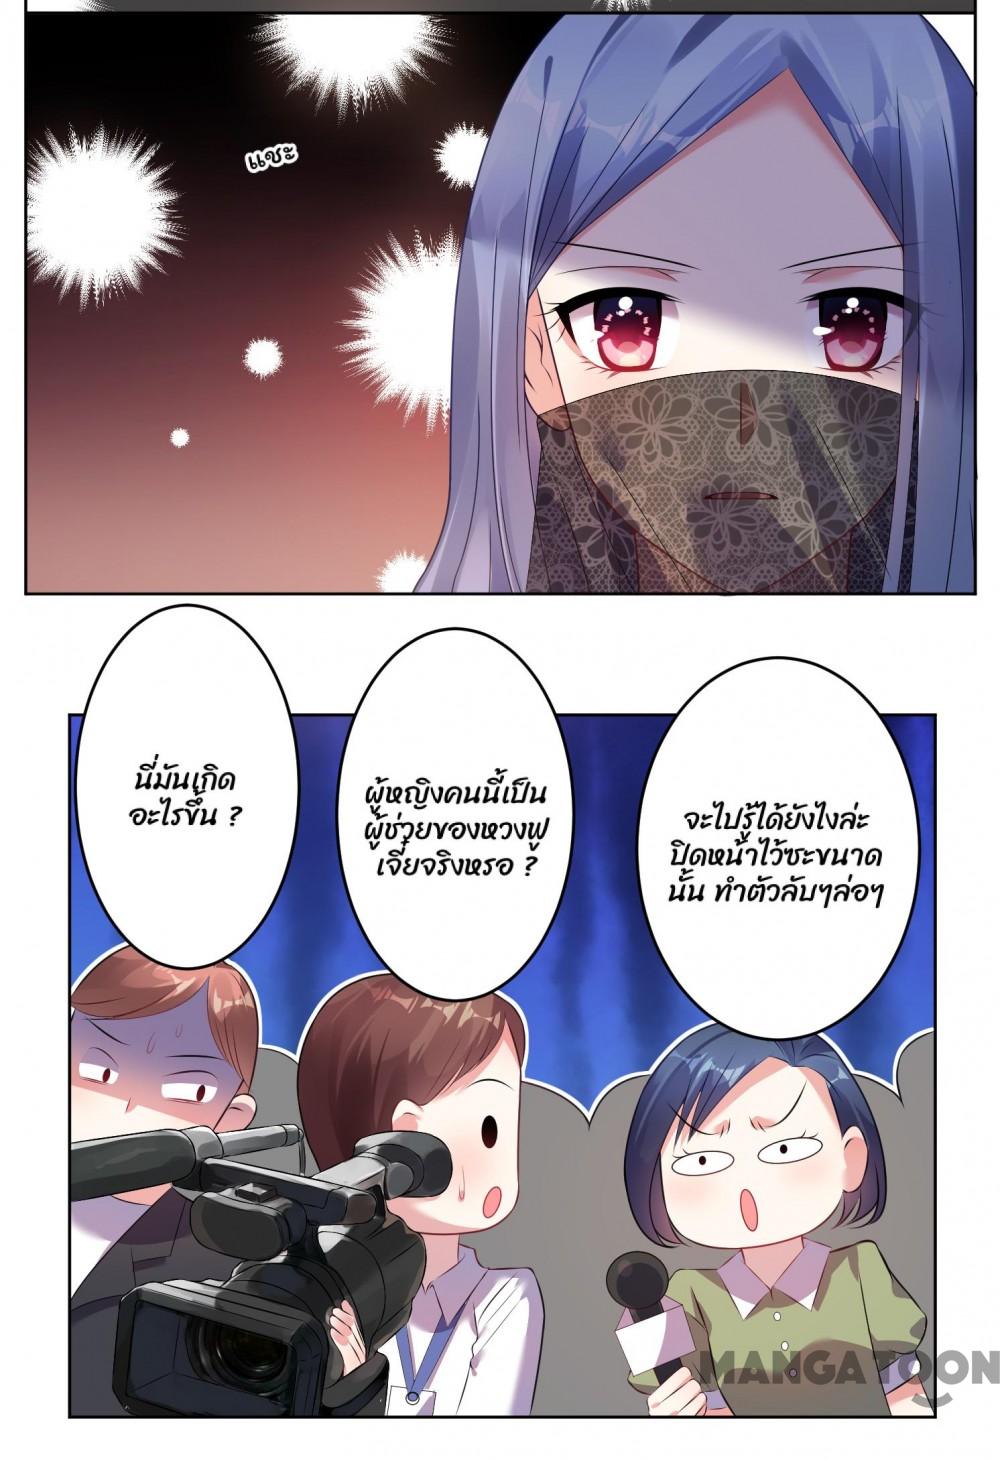 แชะ
นี่มันเกิด
อะไรขึ้น ?
ผู้หญิงคนนี้เป็น
ผู้ช่วยของหวงฟู
เจี๋ยจริงหรอ ?
จะไปรู้ได้ยังไงล่ะ
ปิดหน้าไว้ซะขนาด
นั้น ทำตัวลับๆล่อๆ
MANGATOON